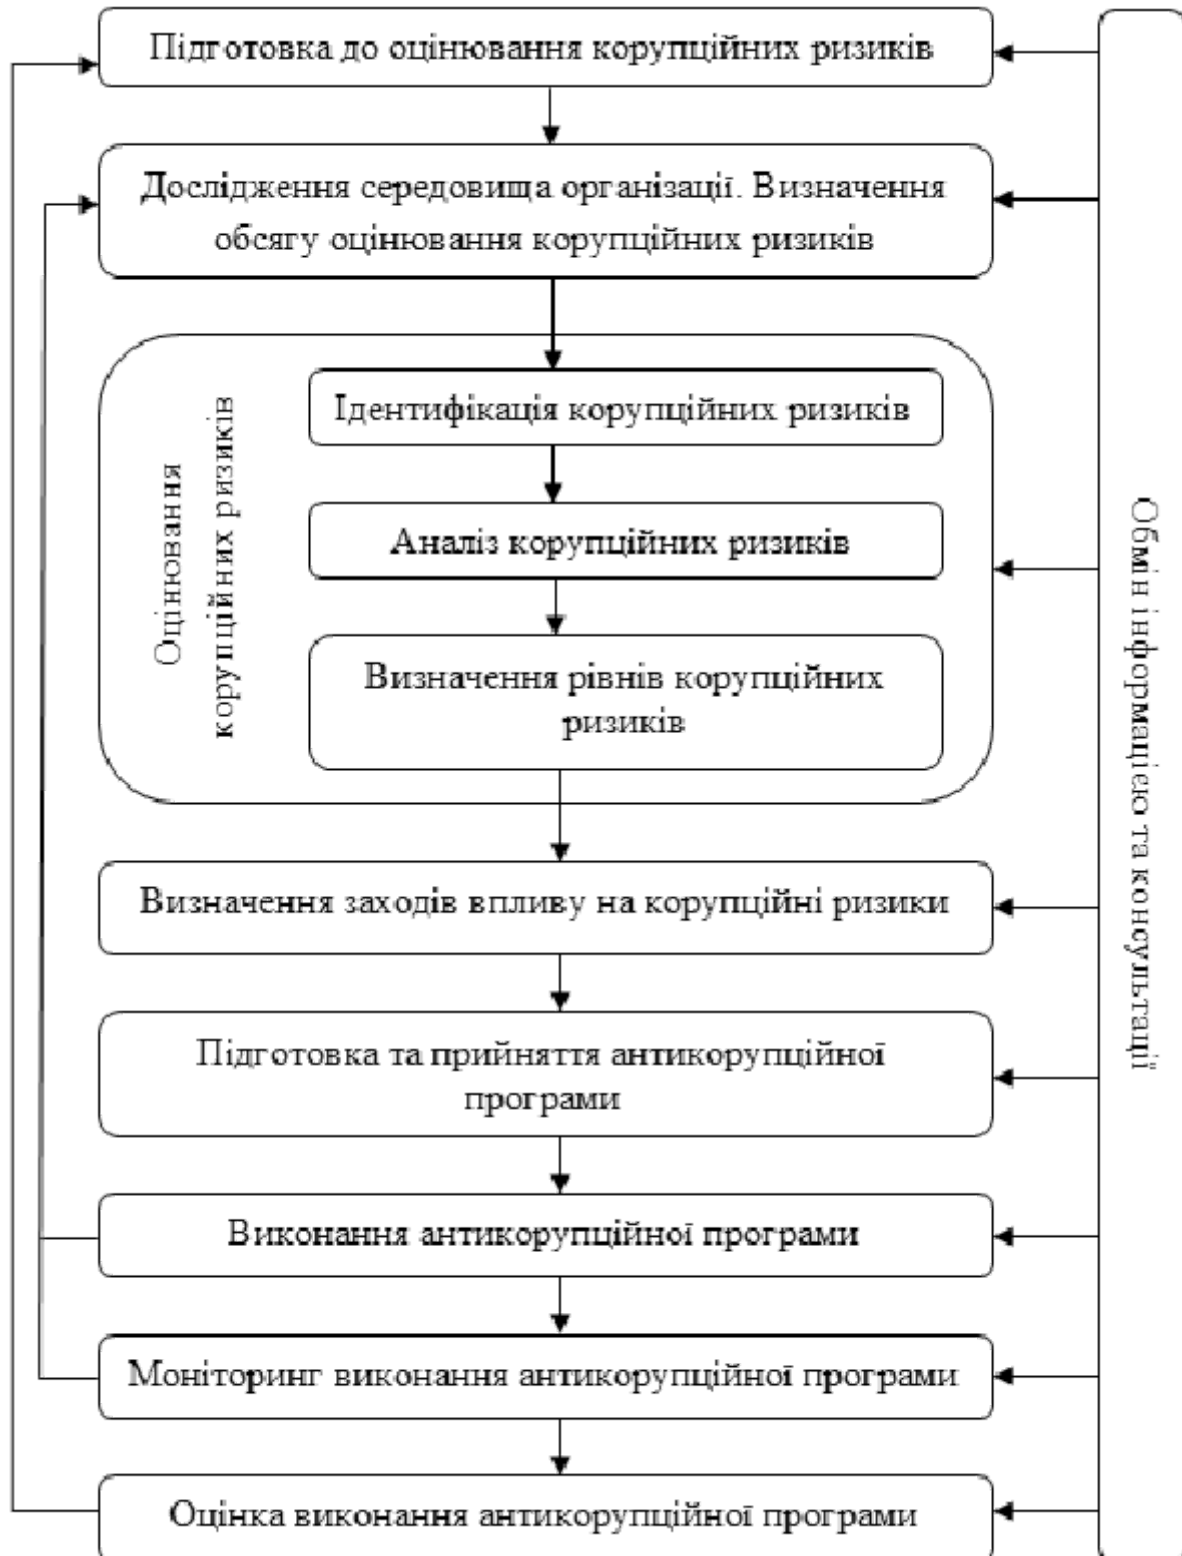 Підготовка до оцінювання корупційних ризиків
Дослідження середовища організації. Визначення
обсягу оцінювання корупційних ризиків
Оцінювання
корупційних ризиків
Ідентифікація корупційних ризиків
Аналіз корупційних ризиків
Визначення рівнів корупційних
ризиків
Визначення заходів впливу на корупційні ризики
Підготовка та прийняття антикорупційної
програми
Виконання антикорупційної програми
Моніторинг виконання антикорупційної програми
Оцінка виконання антикорупційної програми
Обмін інформацією та консультації